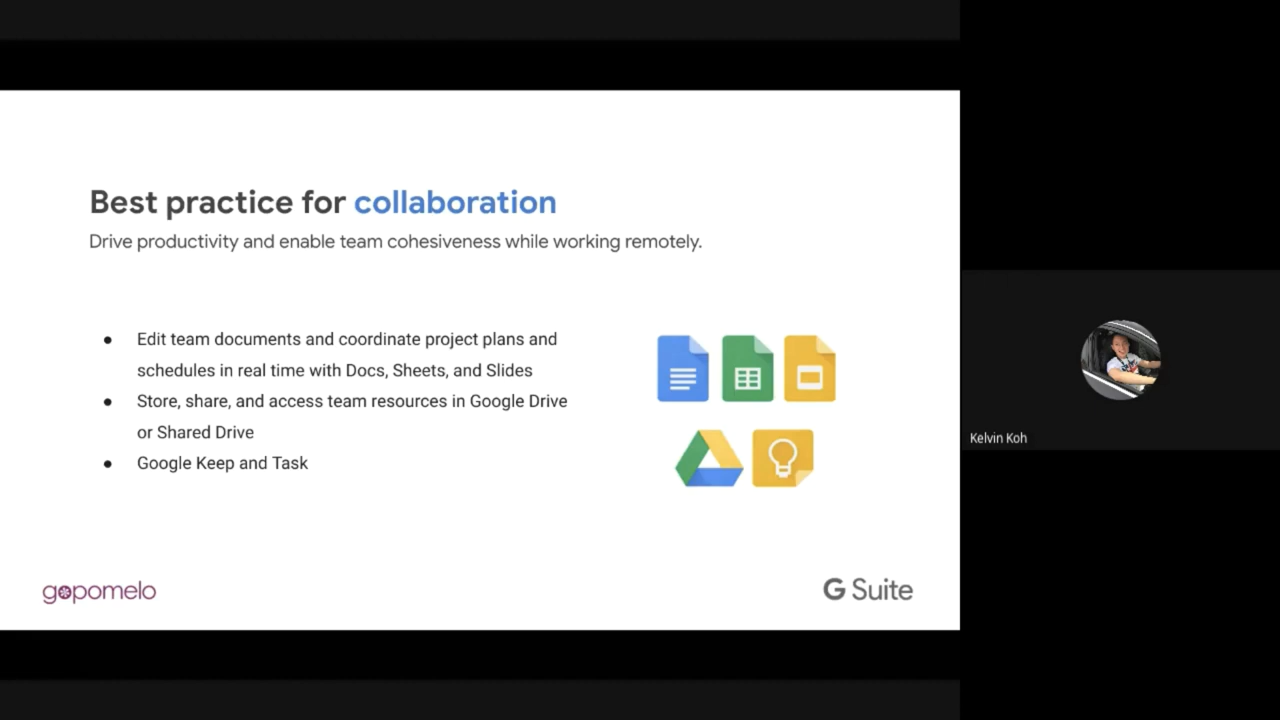 Best practice for collaboration
Drive productivity and enable team cohesiveness while working remotely.
● Edit team documents and coordinate project plans and
schedules in real time with Docs, Sheets, and Slides
● Store, share, and access team resources in Google Drive
or Shared Drive
● Google Keep and Task
Kelvin Koh
gopomelo
G Suite